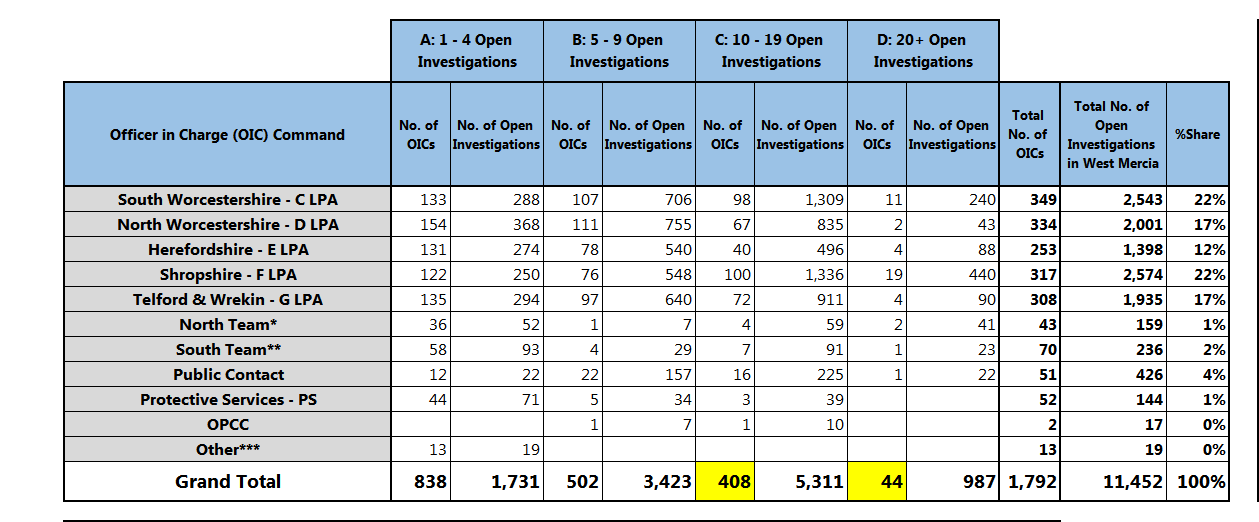 A: 1 - 4 Open Investigations B: 5 - 9 Open Investigations C: 10 - 19 Open Investigations D: 20+ Open Investigations
Officer in Charge (OIC) Command No. of OICs No. of Open Investigations No. of OICs No. of Open Investigations No. of OICs No. of Open Investigations No. of OICs No. of Open Investigations Total No. of OICs Total No. of Open Investigations in West Mercia %Share
South Worcestershire - C LPA 133 288 107 706 98 1,309 11 240 349 2,543 22%
North Worcestershire - D LPA 154 368 111 755 67 835 2 43 334 2,001 17%
Herefordshire - E LPA 131 274 78 540 40 496 4 88 253 1,398 12%
Shropshire - F LPA 122 250 76 548 100 1,336 19 440 317 2,574 22%
Telford & Wrekin - G LPA 135 294 97 640 72 911 4 90 308 1,935 17%
North Team* 36 52 1 7 4 59 2 41 43 159 1%
South Team** 58 93 4 29 7 91 1 23 70 236 2%
Public Contact 12 22 22 157 16 225 1 22 51 426 4%
Protective Services - PS 44 71 5 34 3 39 52 144 1%
OPCC 1 7 1 10 2 17 0%
Other*** 13 19 13 19 0%
Grand Total 838 1,731 502 3,423 408 5,311 44 987 1,792 11,452 100%